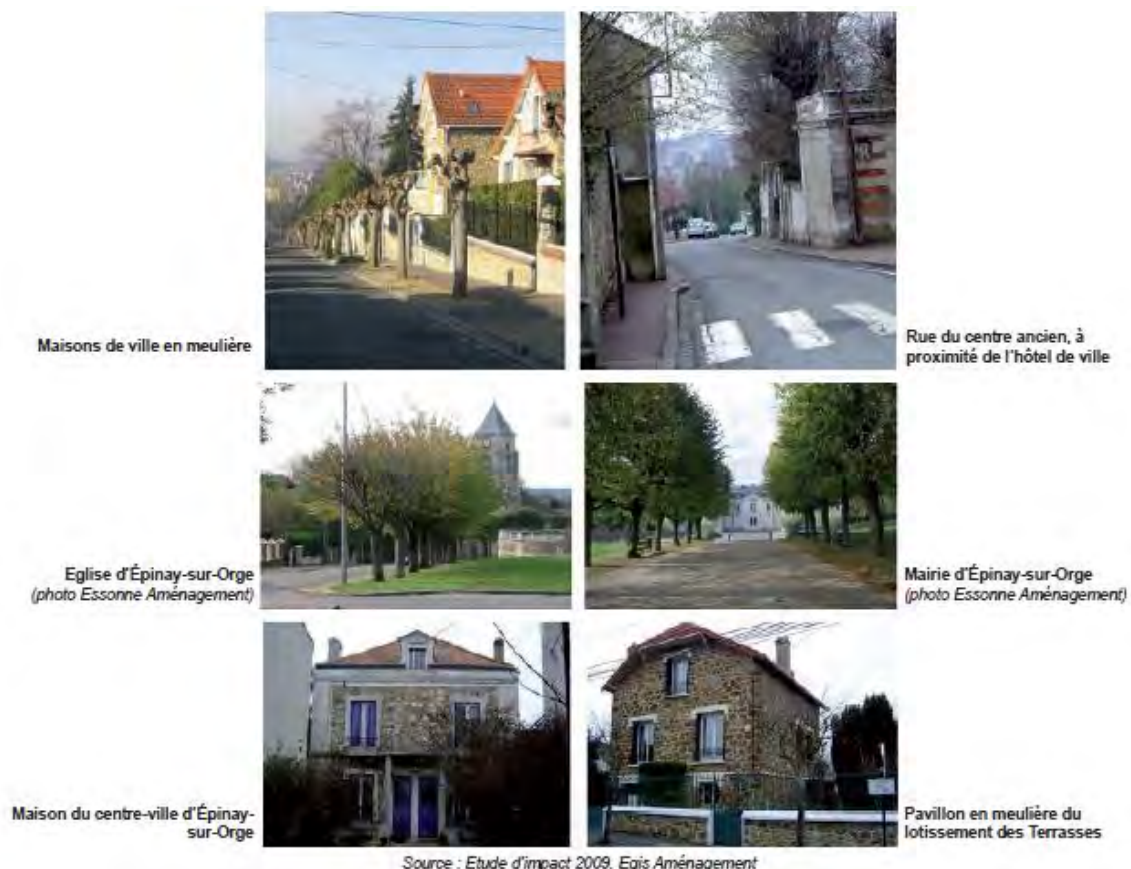 Maisons de ville en meulière
Rue du centre ancien, à
proximité de l'hôtel de ville
Eglise d'Épinay-sur-Orge
(photo Essonne Aménagement)
Mairie d'Épinay-sur-Orge
(photo Essonne Aménagement)
Maison du centre-ville d'Épinay-
sur-Orge
Pavillon en meulière du
lotissement des Terrasses
Source : Etude d'impact 2009, Egis Aménagement